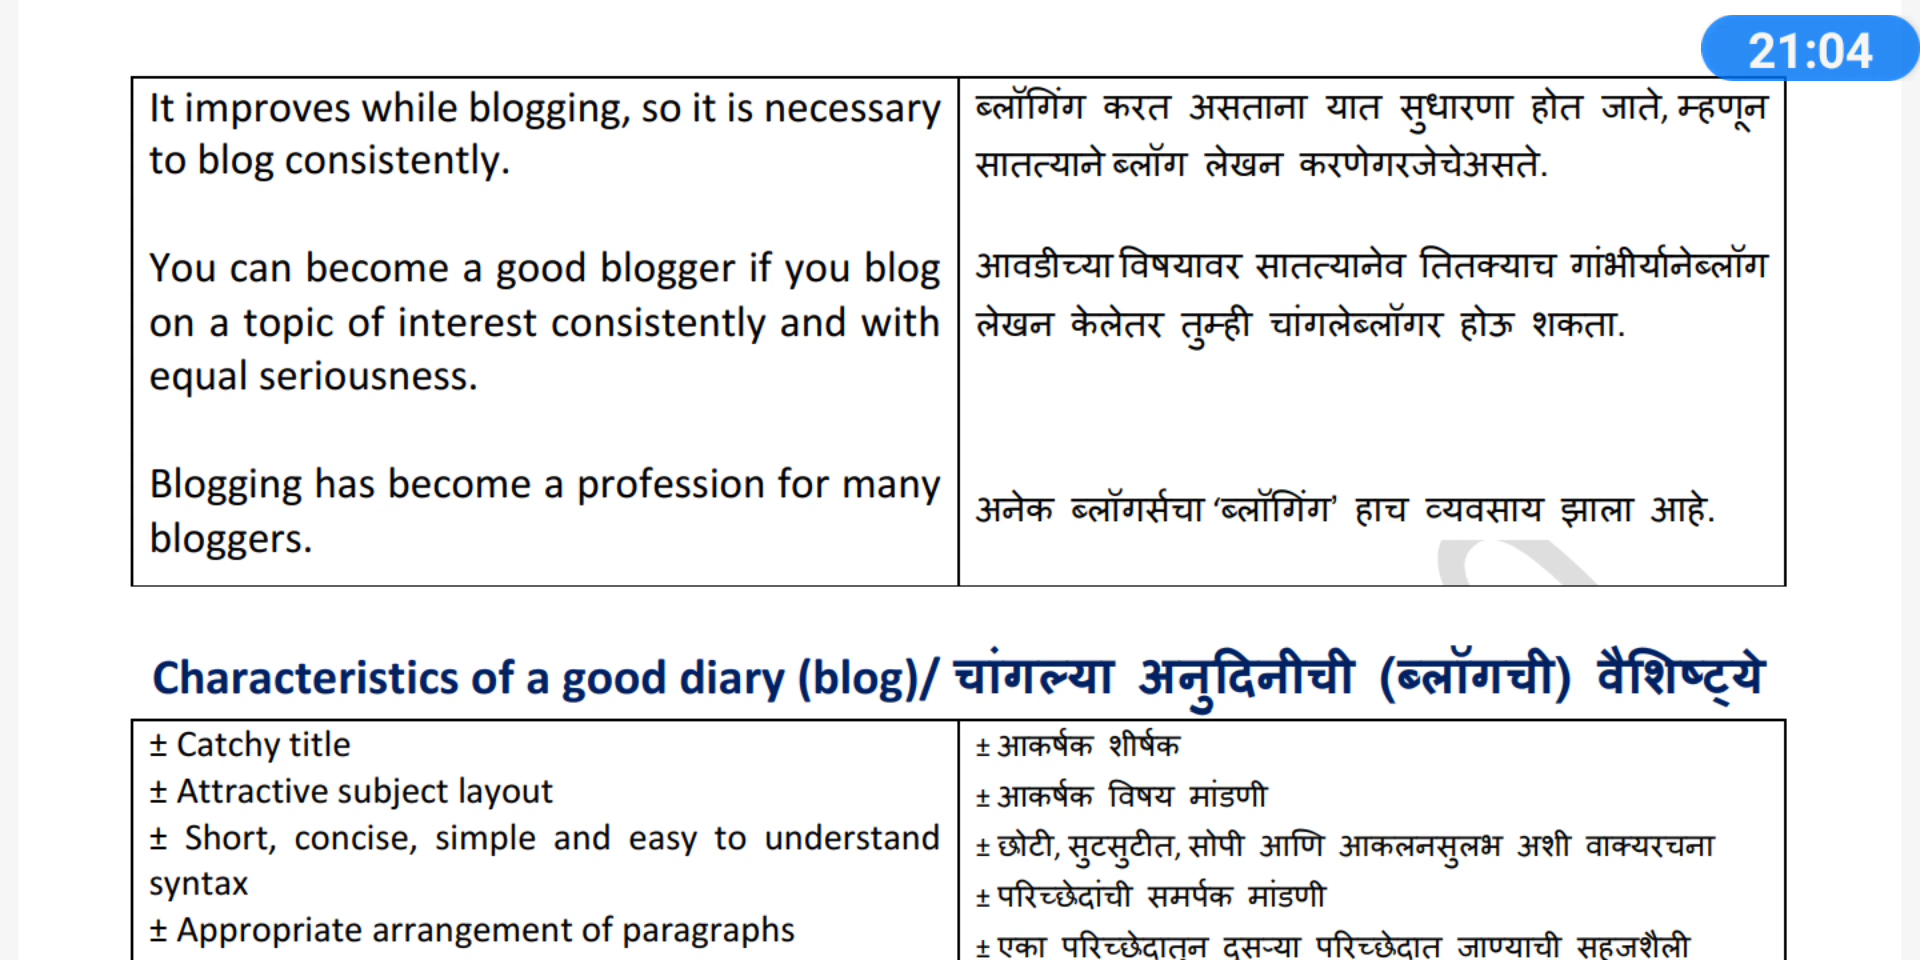 21:04
It improves while blogging, so it is necessary
to blog consistently.
You can become a good blogger if you blog
on a topic of interest consistently and with
equal seriousness.
Blogging has become a profession for many
bloggers.
ब्लॉगिंग करत असताना यात सुधारणा होत जाते, म्हणून
सातत्याने ब्लॉग लेखन करणेगरजेचेअसते.
आवडीच्या विषयावर सातत्यानेव तितक्याच गांभीर्यानेब्लॉग
लेखन केलेतर तुम्ही चांगलेब्लॉगर होऊ शकता.
अनेक ब्लॉगर्सचा ‘ब्लॉगिंग’ हाच व्यवसाय झाला आहे.
Characteristics of a good diary (blog)/ चांगल्या अनुदिनीची (ब्लॉगची) वैशिष्ट्ये
± Catchy title
± Attractive subject layout
± Short, concise, simple and easy to understand
syntax
± Appropriate arrangement of paragraphs
± आकर्षक शीर्षक
± आकर्षक विषय मांडणी
± छोटी, सुटसुटीत, सोपी आणि आकलनसुलभ अशी वाक्यरचना
± परिच्छेदांची समर्पक मांडणी
± एका परिच्छेदातून दुसऱ्या परिच्छेदात जाण्याची सहजशैली